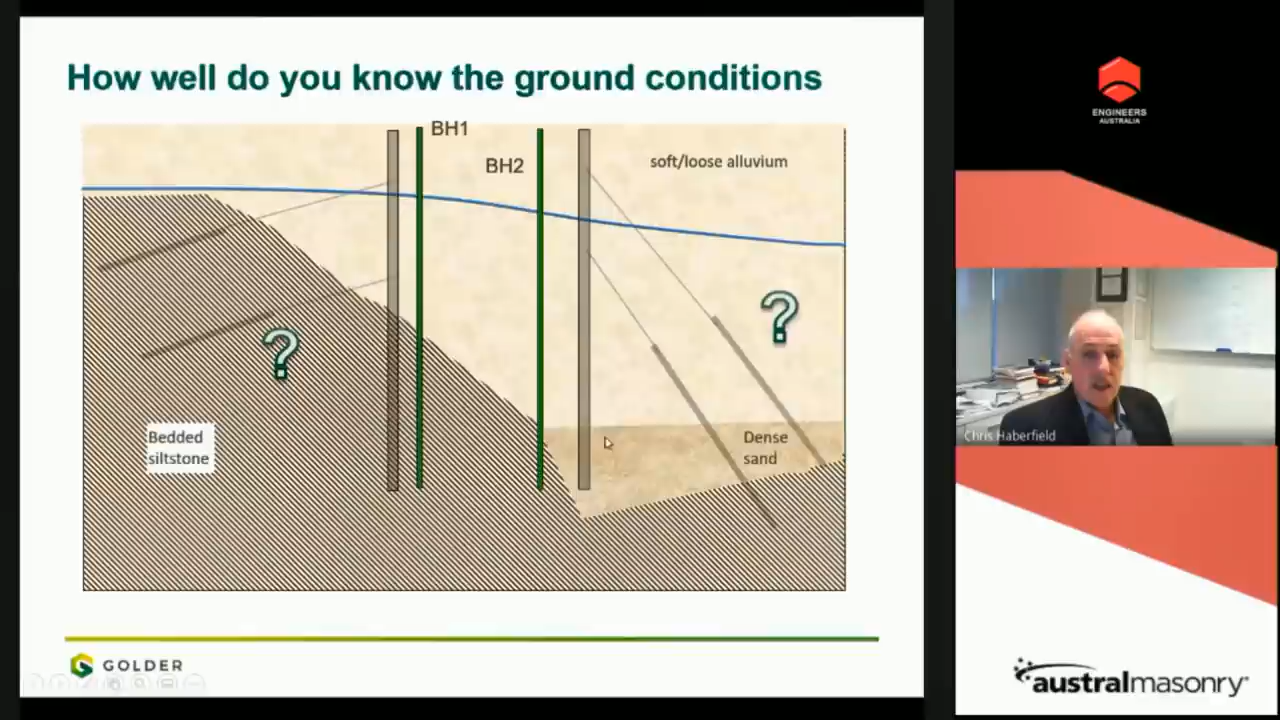 How well do you know the ground conditions
BH1
BH2
soft/loose alluvium
?
?
Bedded
siltstone
Dense
sand
GOLDER
ENGINEERS
AUSTRALIA
Chris Haberfield
australmasonry